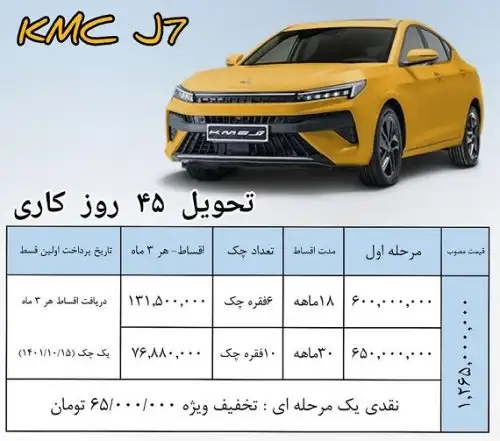 KMC J7
KMC J7
تحویل ۴۵ روز کاری
قیمت مصوب
مرحله اول
مدت اقساط
تعداد چک
اقساط- هر ۳ ماه
تاریخ پرداخت اولین قسط
۱,۲۶۵,۰۰۰,۰۰۰
۶۰۰,۰۰۰,۰۰۰
۱۸ماهه
۶فقره چک
۱۳۱,۵۰۰,۰۰۰
دریافت اقساط هر ۳ ماه
۶۵۰,۰۰۰,۰۰۰
۳۰ماهه
۱۰فقره چک
۷۶,۸۸۰,۰۰۰
یک چک (۱۴۰۱/۱۰/۱۵)
نقدی یک مرحله ای : تخفیف ویژه ۶۵/۰۰۰/۰۰۰ تومان